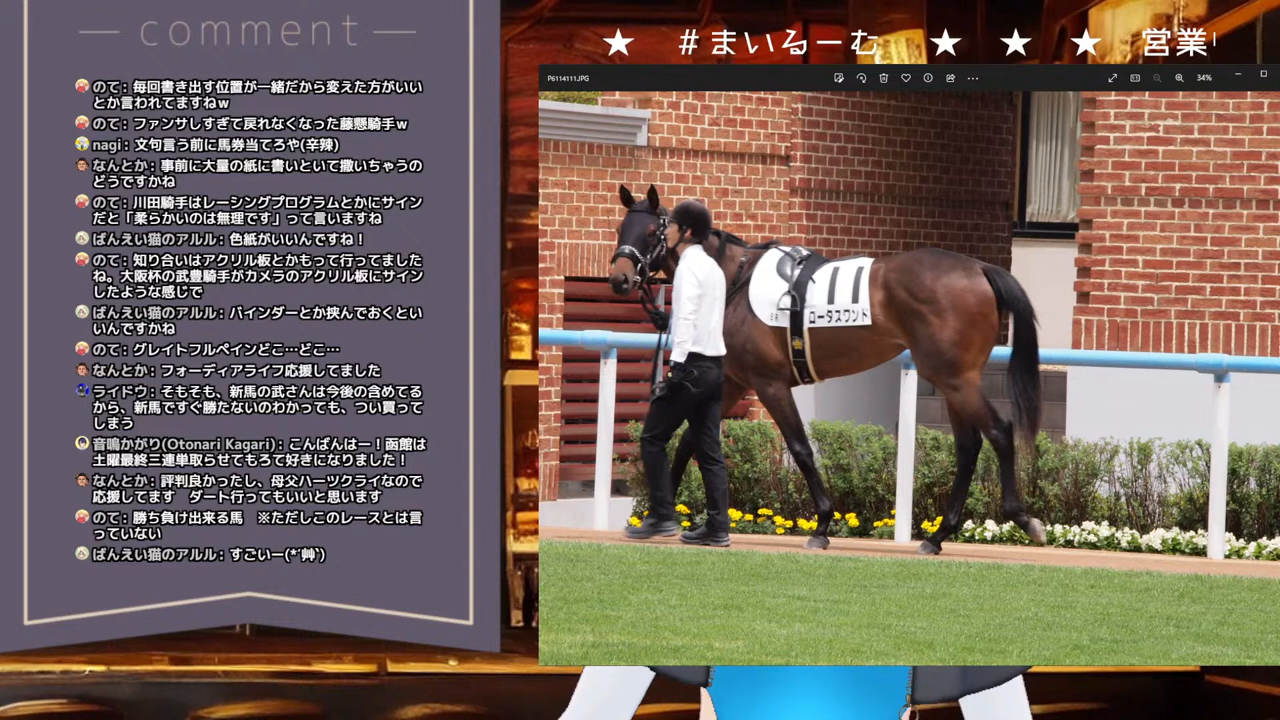 comment
のて: 毎回書き出す位置が一緒だから変えた方がいい
とか言われてますねw
のて: ファンサしすぎて戻れなくなった藤懸騎手w
nagi: 文句言う前に馬券当てろや(辛辣)
なんとか: 事前に大量の紙に書いといて撒いちゃうの
どうですかね
のて: 川田騎手はレーシングプログラムとかにサイン
だと「柔らかいのは無理です」って言いますね
ばんえい猫のアルル: 色紙がいいんですね!
のて: 知り合いはアクリル板とかもって行ってました
ね。大阪杯の武豊騎手がカメラのアクリル板にサイン
したような感じで
ばんえい猫のアルル: バインダーとか挟んでおくとい
いんですかね
のて: グレイトフルペインどこ…どこ…
なんとか: フォーディアライフ応援してました
ライドウ: そもそも、新馬の武さんは今後の含めてる
から、新馬ですぐ勝たないのわかっても、つい買って
しまう
音鳴かがり(Otonari Kagari): こんばんはー!函館は
土曜最終三連単取らせてもろて好きになりました!
なんとか: 評判良かったし、母父ハーツクライなので
応援してます　ダート行ってもいいと思います
のて: 勝ち負け出来る馬　※ただしこのレースとは言
っていない
ばんえい猫のアルル: すごいー(*´艸`)
★ #まいるーむ ★ ★ ★ 営業
P6114111.JPG
34%
11
5R ロータスワンド